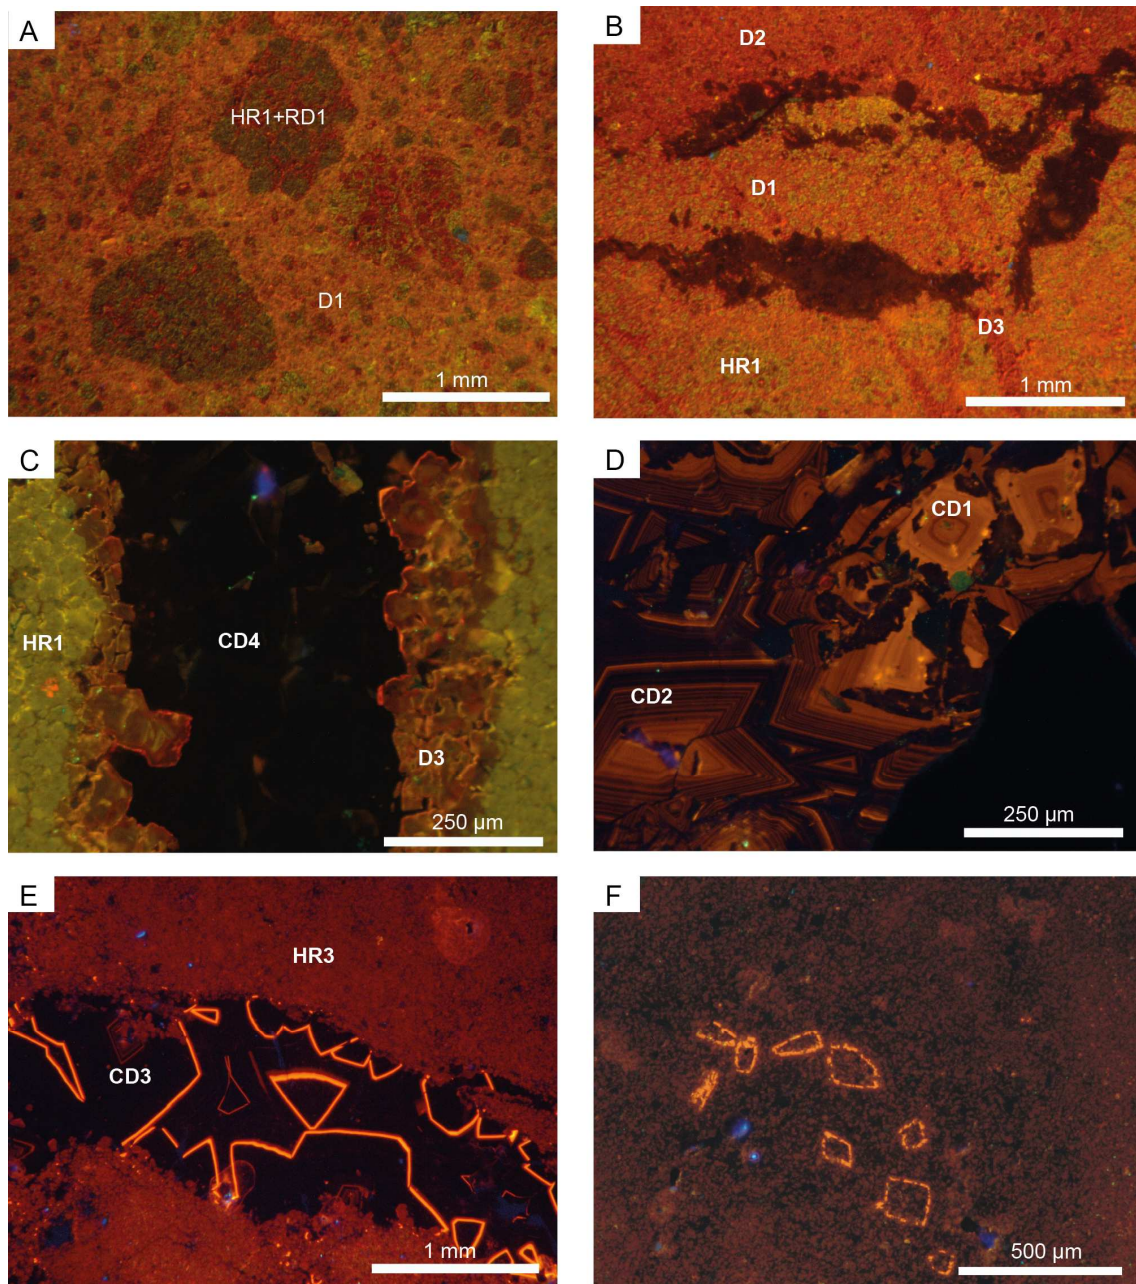 A
HR1+RD1
D1
1 mm
B
D2
D1
D3
HR1
1 mm
C
HR1
CD4
D3
250 µm
D
CD1
CD2
250 µm
E
HR3
CD3
1 mm
F
500 µm